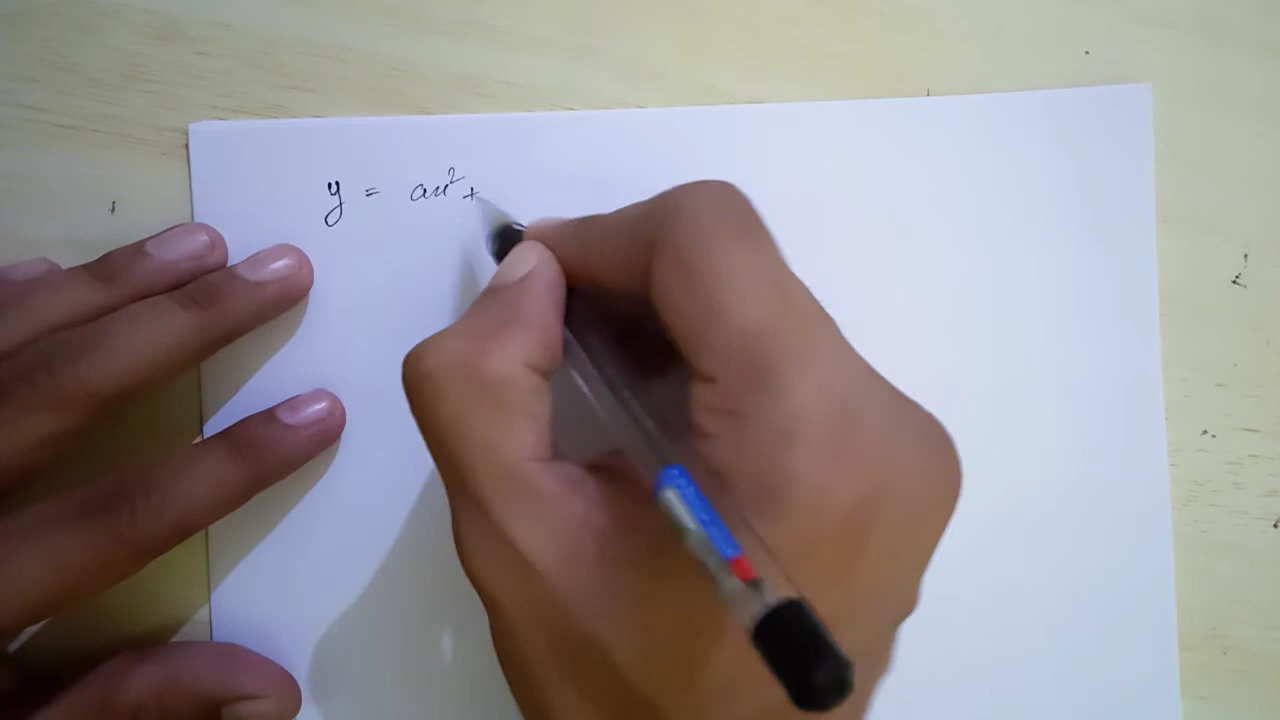 y = ax² +